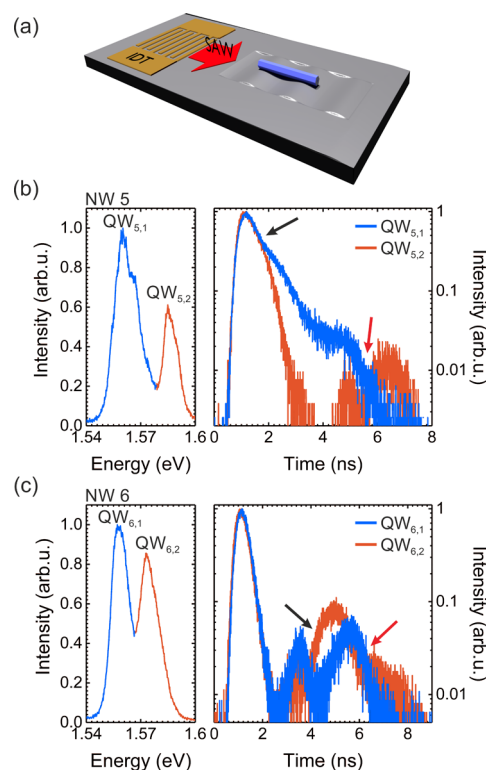 (a)
IDT
SAW
(b)
NW 5
QW5,1
QW5,2
1.0
0.8
0.6
0.4
0.2
0.0
Intensity (arb.u.)
1.54 1.57 1.6
Energy (eV)
QW5,1
QW5,2
1
0.1
0.01
Intensity (arb.u.)
0 2 4 6 8
Time (ns)
(c)
NW 6
QW6,1
QW6,2
1.0
0.8
0.6
0.4
0.2
0.0
Intensity (arb.u.)
1.54 1.57 1.6
Energy (eV)
QW6,1
QW6,2
1
0.1
0.01
Intensity (arb.u.)
0 2 4 6 8
Time (ns)